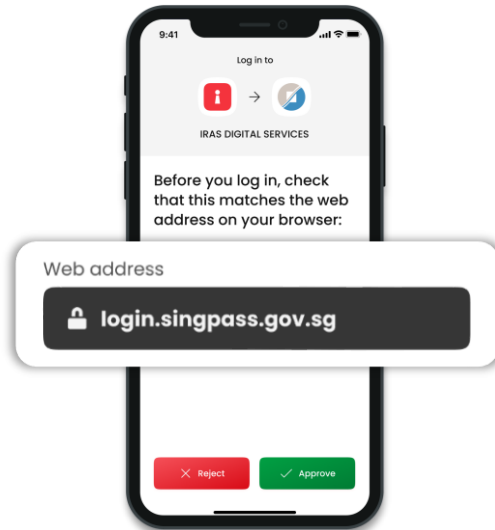 9:41
Log in to
IRAS DIGITAL SERVICES
Before you log in, check
that this matches the web
address on your browser:
Web address
login.singpass.gov.sg
Reject
Approve